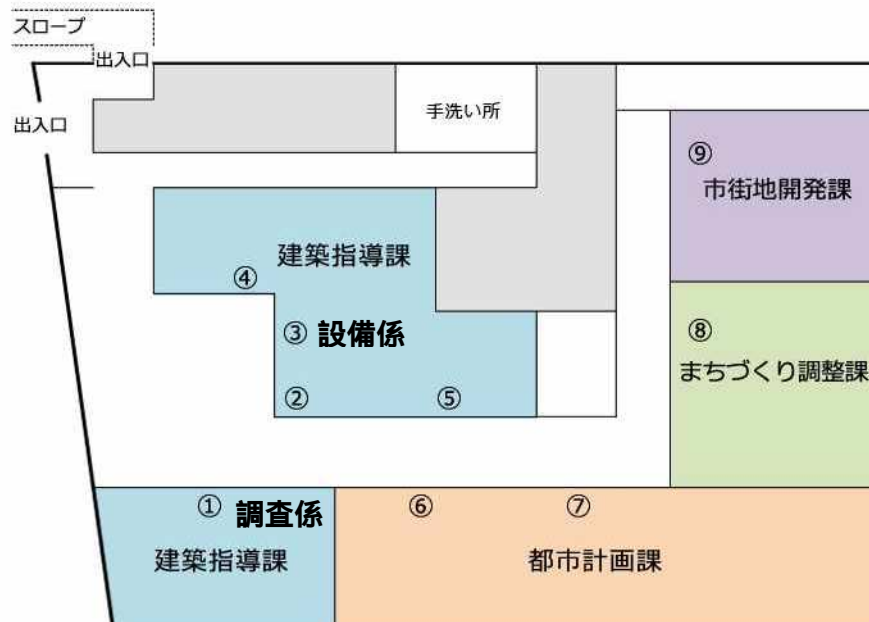 スロープ
出入口
出入口
手洗い所
⑨
市街地開発課
建築指導課
④
③ 設備係
⑧
まちづくり調整課
② ⑤
① 調査係
建築指導課
⑥ ⑦
都市計画課